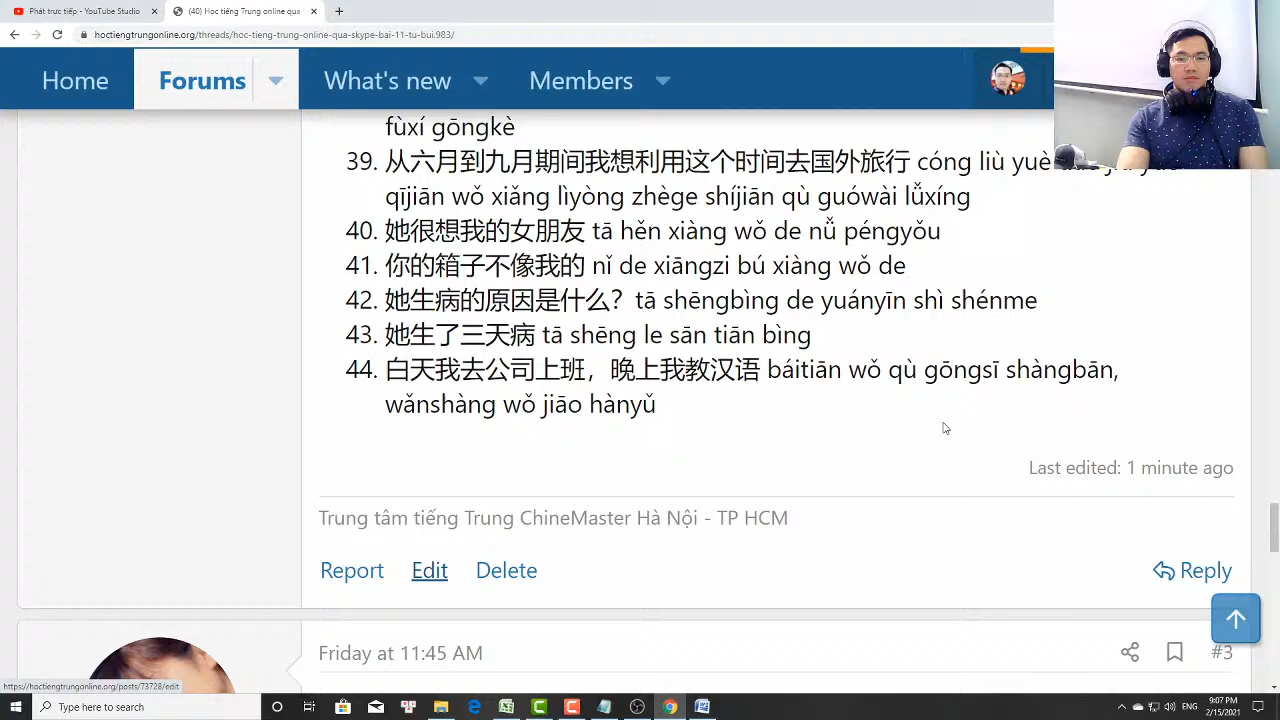 Phát trực tiếp - YouTube Studio
(40) Học tiếng Trung online qua
hoctiengtrungonline.org/threads/hoc-tieng-trung-online-qua-skype-bai-11-tu-bui.983/
Home Forums What's new Members
fùxí gōngkè
39. 从六月到九月期间我想利用这个时间去国外旅行 cóng liù yuè
qījiān wǒ xiǎng lìyòng zhège shíjiān qù guówài lǚxíng
40. 她很想我的女朋友 tā hěn xiàng wǒ de nǚ péngyǒu
41. 你的箱子不像我的 nǐ de xiāngzi bú xiàng wǒ de
42. 她生病的原因是什么？tā shēngbìng de yuányīn shì shénme
43. 她生了三天病 tā shēng le sān tiān bìng
44. 白天我去公司上班，晚上我教汉语 báitiān wǒ qù gōngsī shàngbān,
wǎnshàng wǒ jiāo hànyǔ
Last edited: 1 minute ago
Trung tâm tiếng Trung ChineMaster Hà Nội - TP HCM
Report Edit Delete Reply
Friday at 11:45 AM #3
https://hoctiengtrungonline.org/posts/73728/edit
Type here to search
ENG
9:07 PM
2/15/2021